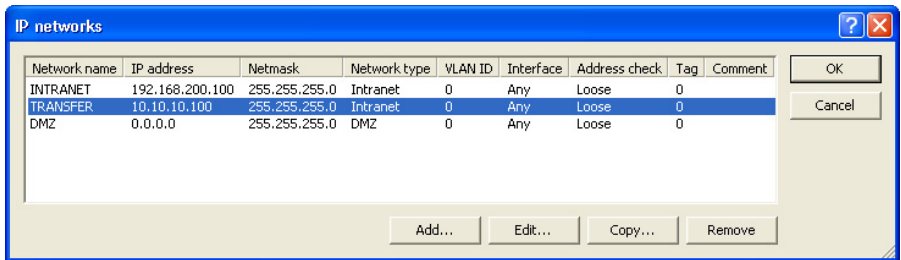 IP networks
Network name IP address Netmask Network type VLAN ID Interface Address check Tag Comment
INTRANET 192.168.200.100 255.255.255.0 Intranet 0 Any Loose 0
TRANSFER 10.10.10.100 255.255.255.0 Intranet 0 Any Loose 0
DMZ 0.0.0.0 255.255.255.0 DMZ 0 Any Loose 0
OK
Cancel
Add... Edit... Copy... Remove